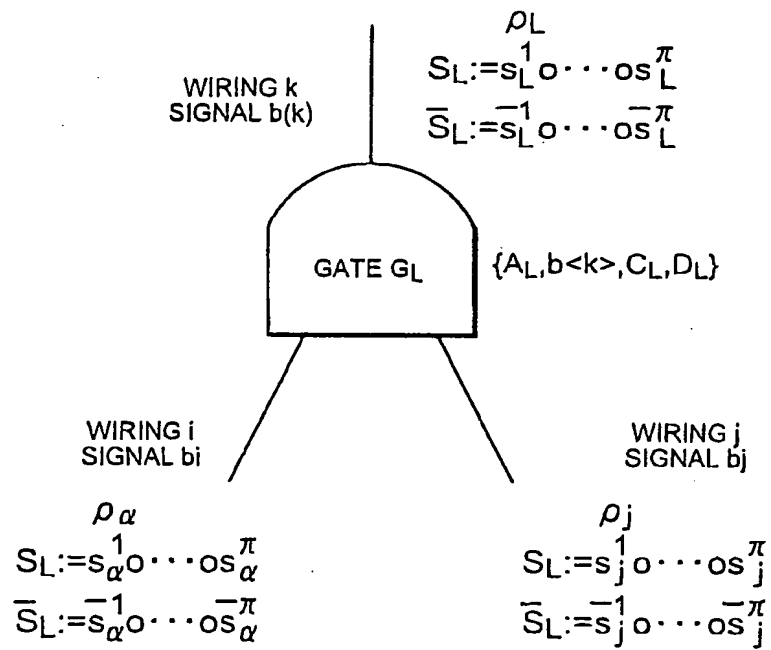 ρL
SL:=s¹Lo···osπL
S̄L:=s̄¹Lo···os̄πL
WIRING k
SIGNAL b(k)
GATE GL
{AL,b<k>,CL,DL}
WIRING i
SIGNAL bi
ρα
SL:=s¹αo···osπα
S̄L:=s̄¹αo···os̄πα
WIRING j
SIGNAL bj
ρj
SL:=s¹jo···osπj
S̄L:=s̄¹jo···os̄πj